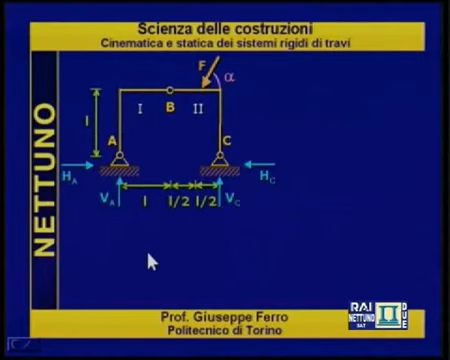 Scienza delle costruzioni
Cinematica e statica dei sistemi rigidi di travi
NETTUNO
F
α
I
B
II
l
A
C
H_A
H_C
V_A
l
l/2
l/2
V_C
Prof. Giuseppe Ferro
Politecnico di Torino
RAI
NETTUNO
SAT
DUE